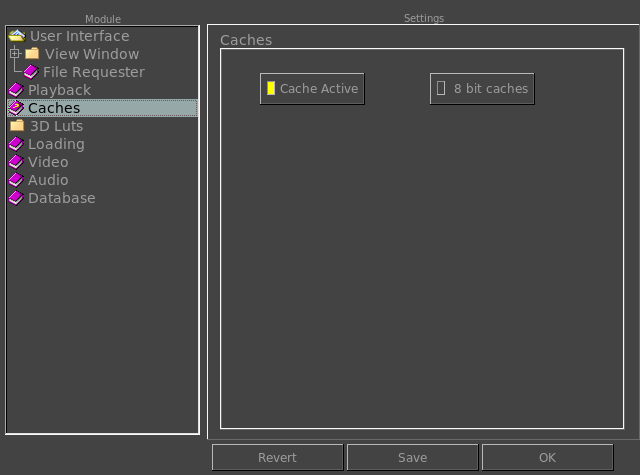 Module
User Interface
View Window
File Requester
Playback
Caches
3D Luts
Loading
Video
Audio
Database
Settings
Caches
Cache Active
8 bit caches
Revert
Save
OK